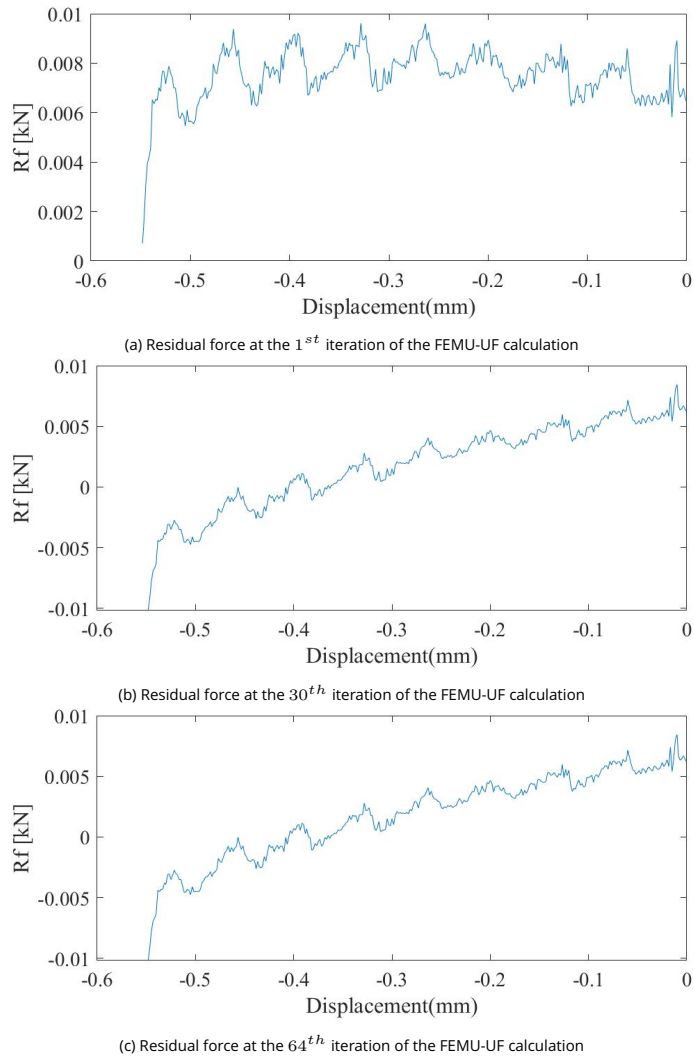 0.01
0.008
0.006
0.004
0.002
0
Rf [kN]
-0.6 -0.5 -0.4 -0.3 -0.2 -0.1 0
Displacement(mm)
(a) Residual force at the 1st iteration of the FEMU-UF calculation
0.01
0.005
0
-0.005
-0.01
Rf [kN]
-0.6 -0.5 -0.4 -0.3 -0.2 -0.1 0
Displacement(mm)
(b) Residual force at the 30th iteration of the FEMU-UF calculation
0.01
0.005
0
-0.005
-0.01
Rf [kN]
-0.6 -0.5 -0.4 -0.3 -0.2 -0.1 0
Displacement(mm)
(c) Residual force at the 64th iteration of the FEMU-UF calculation